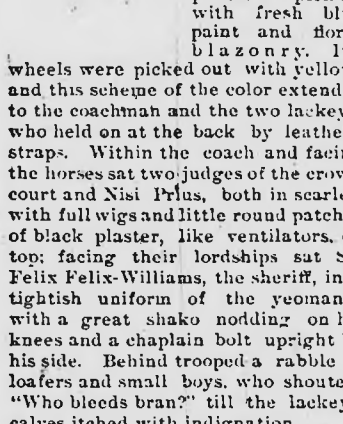 with fresh bl
paint and flor
blazonry. I
wheels were picked out with yello
and this scheme of the color extend
to the coachman and the two lackey
who held on at the back by leathe
straps. Within the coach and facin
the horses sat two judges of the crow
court and Nisi Prius, both in scarle
with full wigs and little round patch
of black plaster, like ventilators,
top; facing their lordships sat S
Felix Felix-Williams, the sheriff, in
tightish uniform of the yeoman
with a great shako nodding on h
knees and a chaplain bolt upright
his side. Behind trooped a rabble
loafers and small boys, who shoute
"Who bleeds bran?" till the lackey
calves itched with indignation